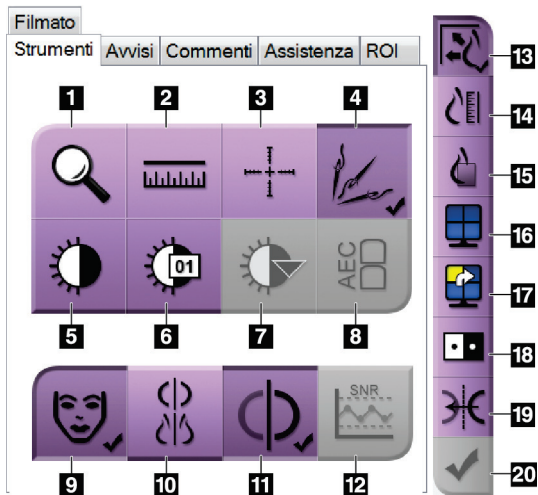 Filmato
Strumenti Avvisi Commenti Assistenza ROI
1 2 3 4
01
AEC
5 6 7 8
SNR
9 10 11 12
13
14
15
16
17
18
19
20